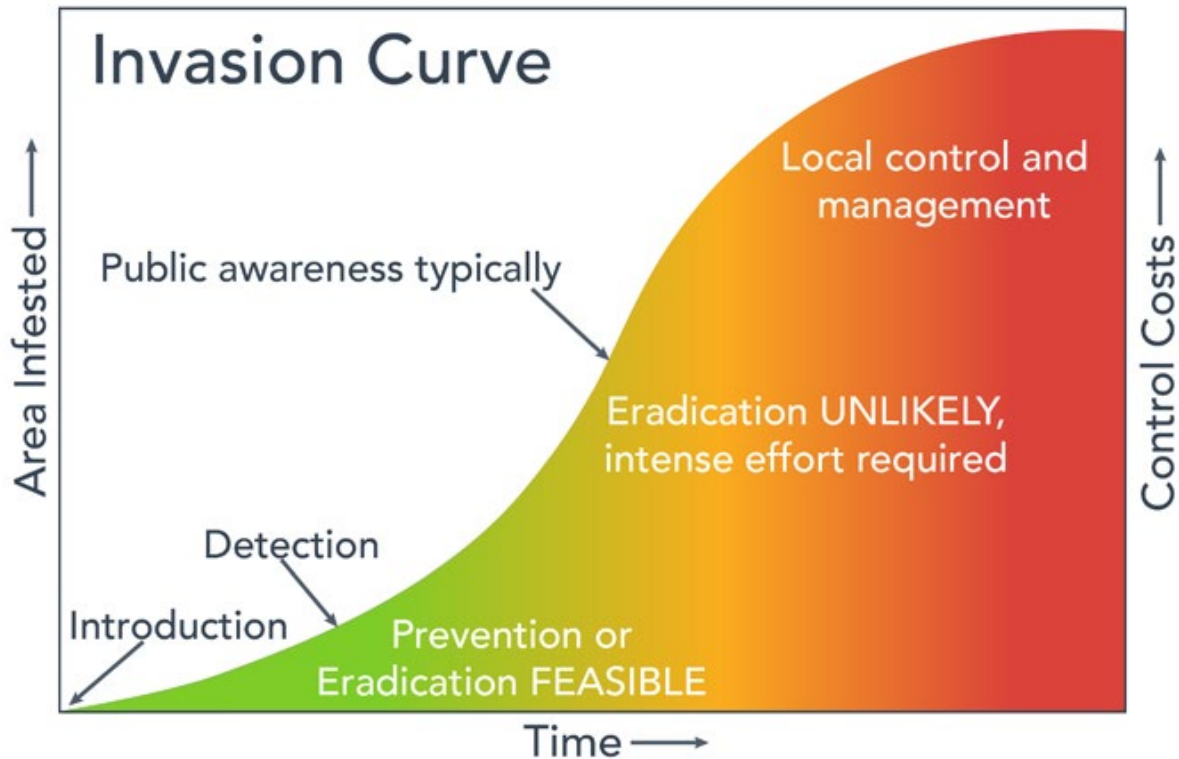 Invasion Curve
Area Infested
Control Costs
Local control and
management
Public awareness typically
Eradication UNLIKELY,
intense effort required
Detection
Introduction
Prevention or
Eradication FEASIBLE
Time